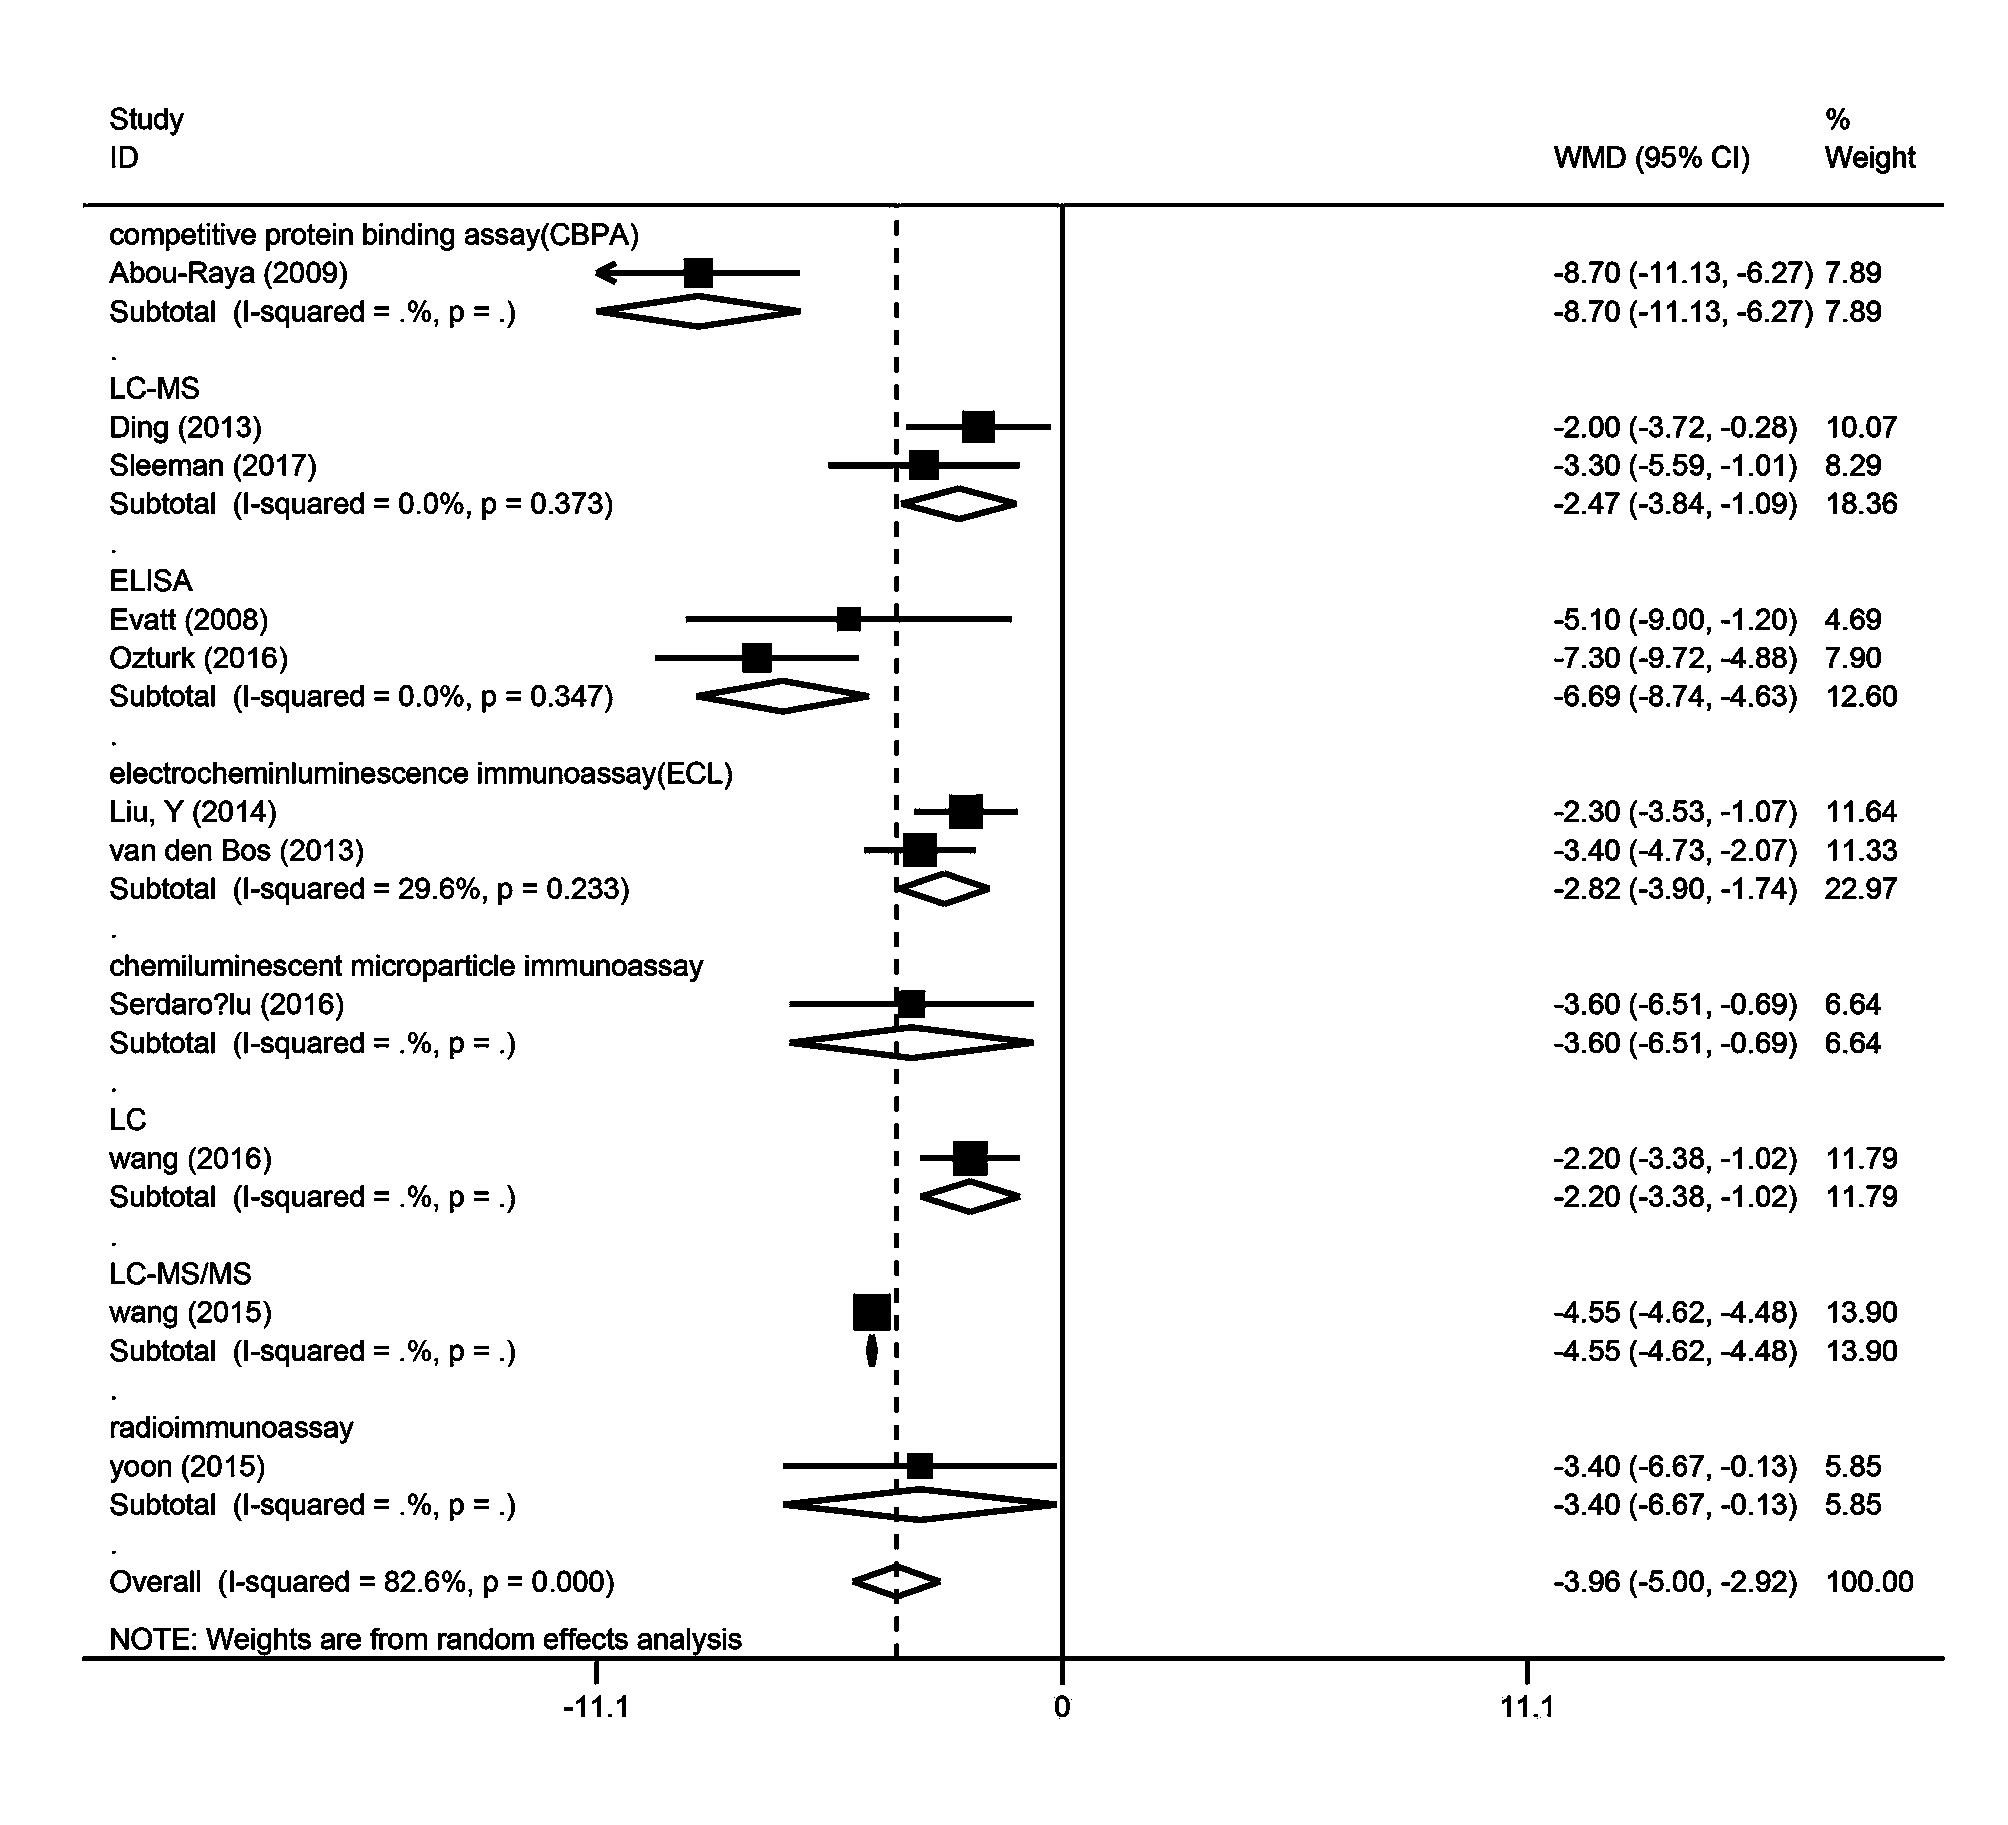 Study %
ID WMD (95% CI) Weight
competitive protein binding assay(CBPA)
Abou-Raya (2009) -8.70 (-11.13, -6.27) 7.89
Subtotal (I-squared = .%, p = .) -8.70 (-11.13, -6.27) 7.89
.
LC-MS
Ding (2013) -2.00 (-3.72, -0.28) 10.07
Sleeman (2017) -3.30 (-5.59, -1.01) 8.29
Subtotal (I-squared = 0.0%, p = 0.373) -2.47 (-3.84, -1.09) 18.36
.
ELISA
Evatt (2008) -5.10 (-9.00, -1.20) 4.69
Ozturk (2016) -7.30 (-9.72, -4.88) 7.90
Subtotal (I-squared = 0.0%, p = 0.347) -6.69 (-8.74, -4.63) 12.60
.
electrocheminluminescence immunoassay(ECL)
Liu, Y (2014) -2.30 (-3.53, -1.07) 11.64
van den Bos (2013) -3.40 (-4.73, -2.07) 11.33
Subtotal (I-squared = 29.6%, p = 0.233) -2.82 (-3.90, -1.74) 22.97
.
chemiluminescent microparticle immunoassay
Serdaro?lu (2016) -3.60 (-6.51, -0.69) 6.64
Subtotal (I-squared = .%, p = .) -3.60 (-6.51, -0.69) 6.64
.
LC
wang (2016) -2.20 (-3.38, -1.02) 11.79
Subtotal (I-squared = .%, p = .) -2.20 (-3.38, -1.02) 11.79
.
LC-MS/MS
wang (2015) -4.55 (-4.62, -4.48) 13.90
Subtotal (I-squared = .%, p = .) -4.55 (-4.62, -4.48) 13.90
.
radioimmunoassay
yoon (2015) -3.40 (-6.67, -0.13) 5.85
Subtotal (I-squared = .%, p = .) -3.40 (-6.67, -0.13) 5.85
.
Overall (I-squared = 82.6%, p = 0.000) -3.96 (-5.00, -2.92) 100.00
NOTE: Weights are from random effects analysis
-11.1 0 11.1